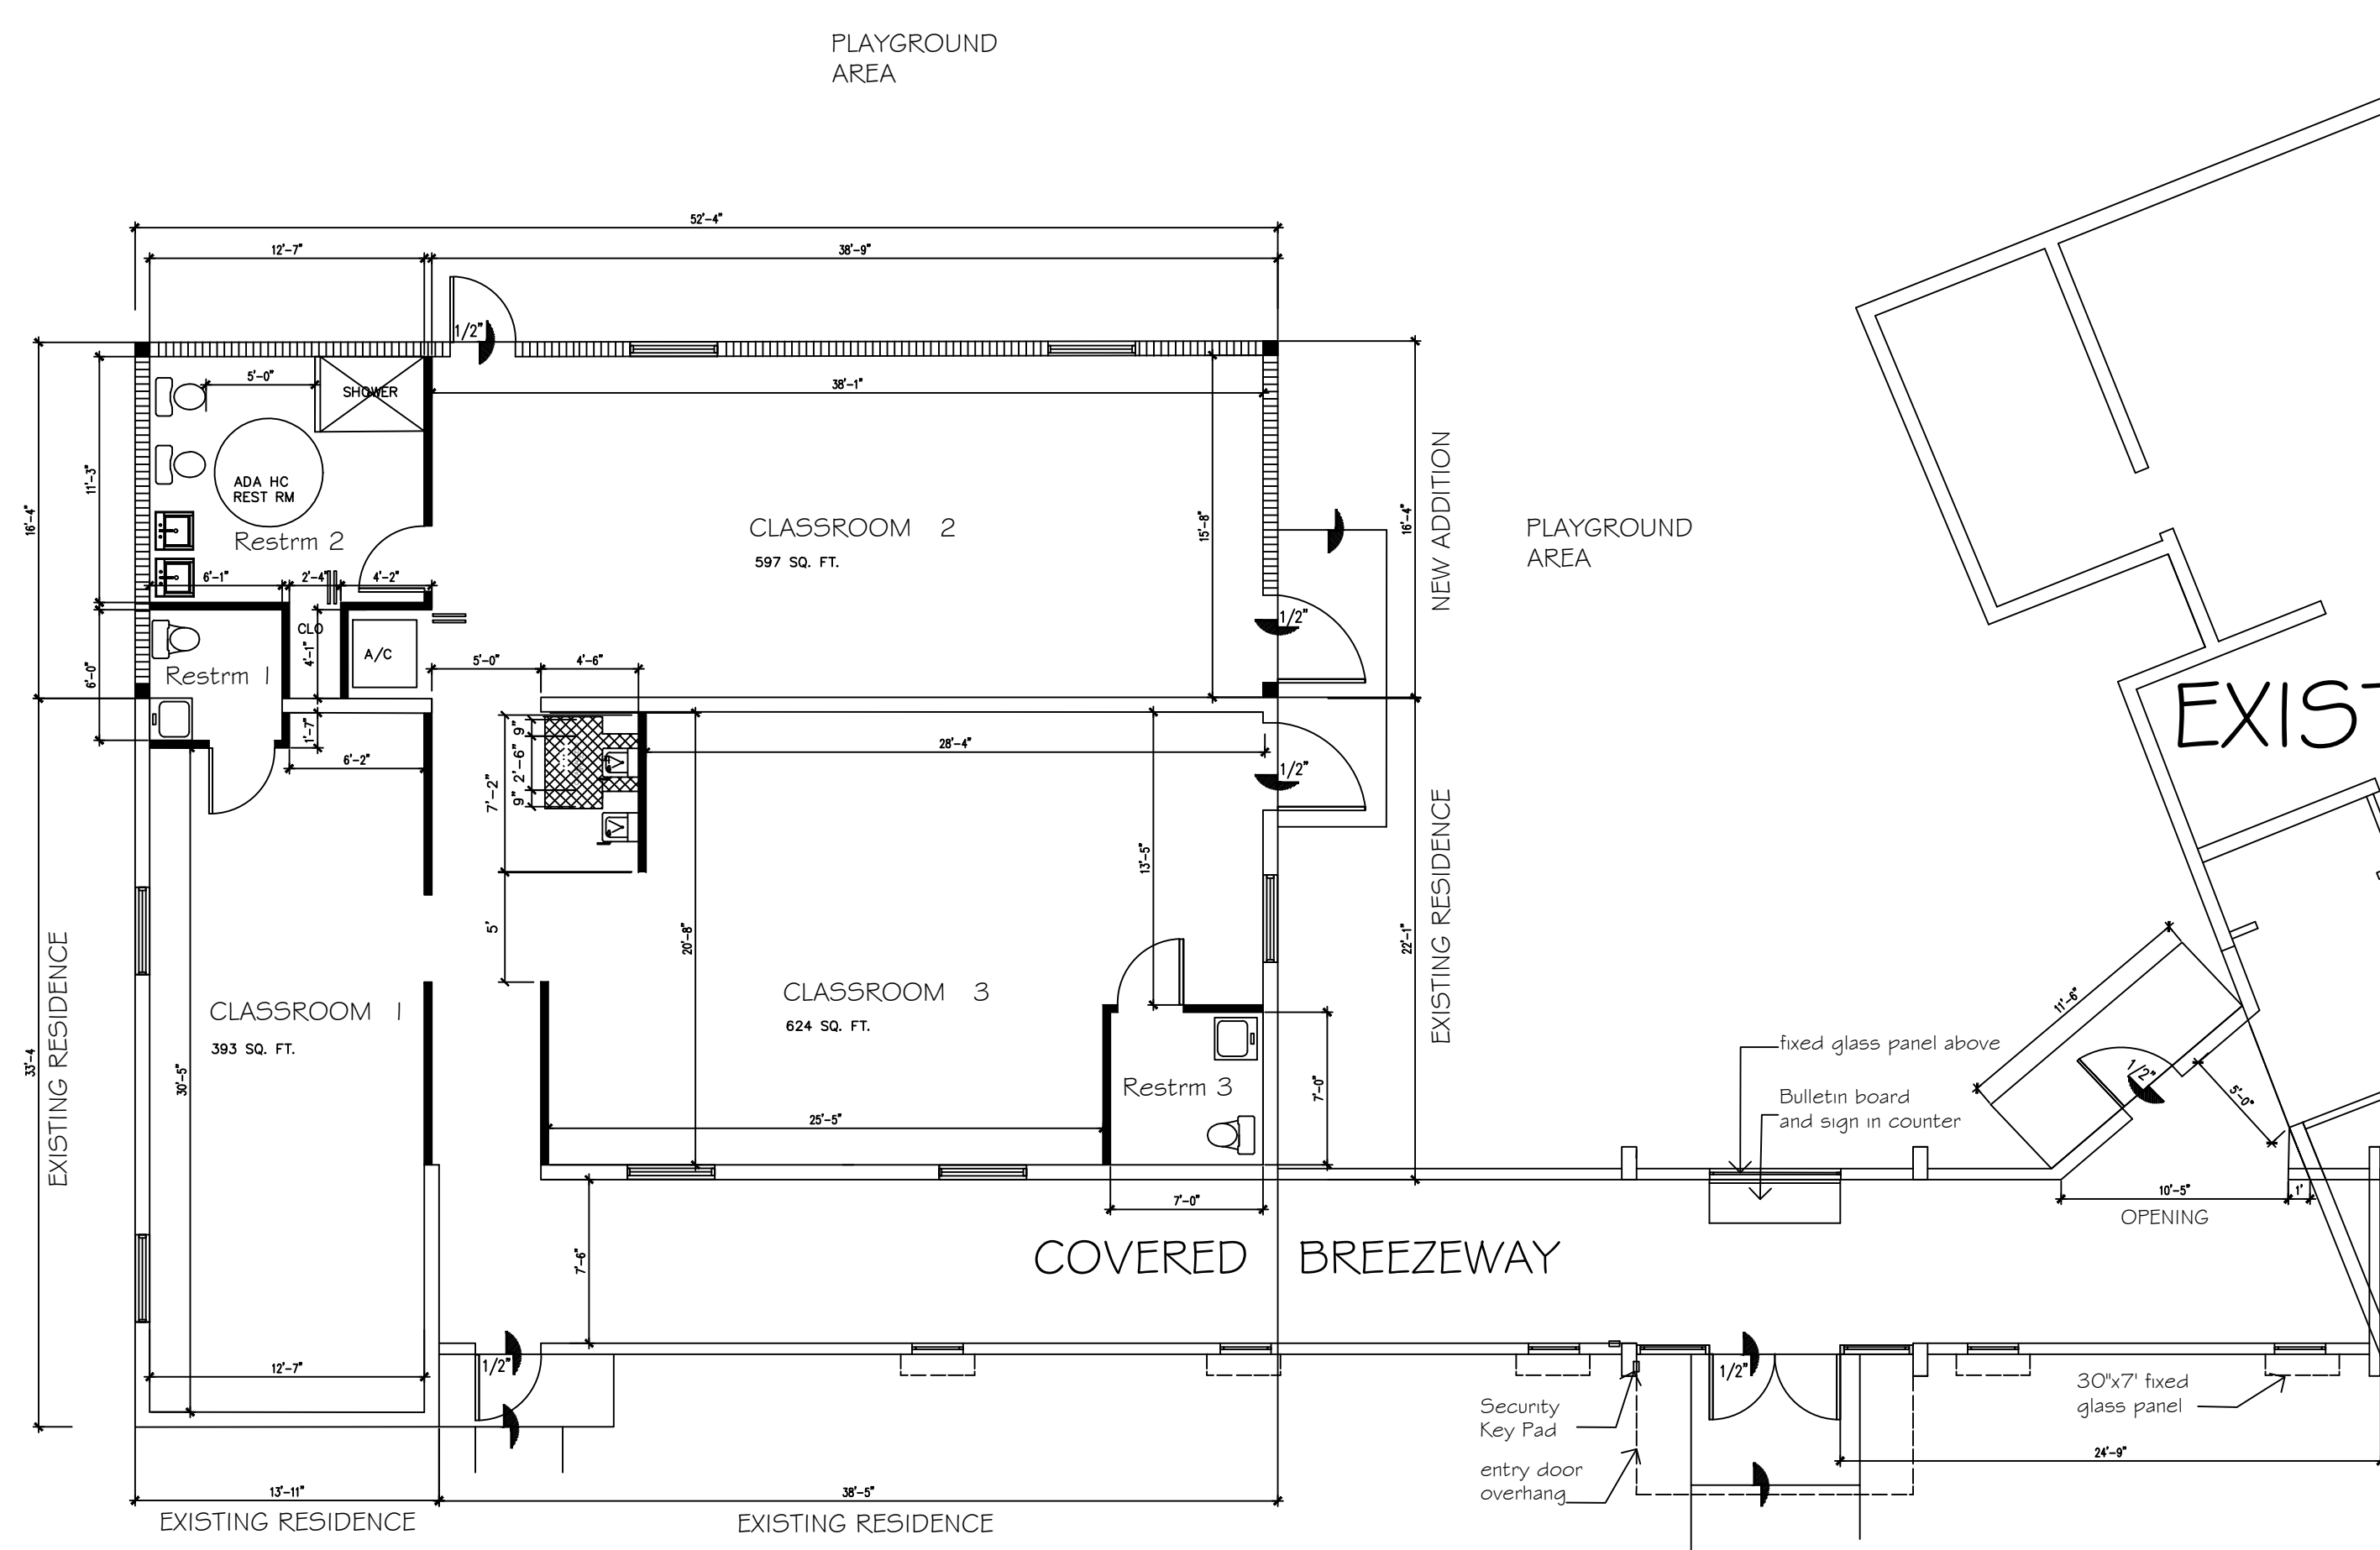 PLAYGROUND
AREA
52'-4"
12'-7"
38'-9"
1/2"
5'-0"
SHOWER
38'-1"
11'-3"
16'-4"
ADA HC
REST RM
Restrm 2
CLASSROOM 2
597 SQ. FT.
15'-8"
16'-4"
NEW ADDITION
PLAYGROUND
AREA
6'-1"
2'-4"
4'-2"
CLO
4'-1"
A/C
1/2"
6'-0"
Restrm 1
5'-0"
4'-6"
EXIST
1'-7"
6'-2"
9"
2'-6"
9"
7'-2"
28'-4"
1/2"
13'-5"
5'
20'-8"
22'-1"
EXISTING RESIDENCE
EXISTING RESIDENCE
33'-4
30'-5"
CLASSROOM 1
393 SQ. FT.
CLASSROOM 3
624 SQ. FT.
Restrm 3
7'-0"
25'-5"
11'-6"
fixed glass panel above
Bulletin board
and sign in counter
1/2"
5'-0"
7'-0"
10'-5"
1'
OPENING
7'-6"
COVERED BREEZEWAY
12'-7"
1/2"
1/2"
Security
Key Pad
30"x7' fixed
glass panel
entry door
overhang
24'-9"
13'-11"
38'-5"
EXISTING RESIDENCE
EXISTING RESIDENCE